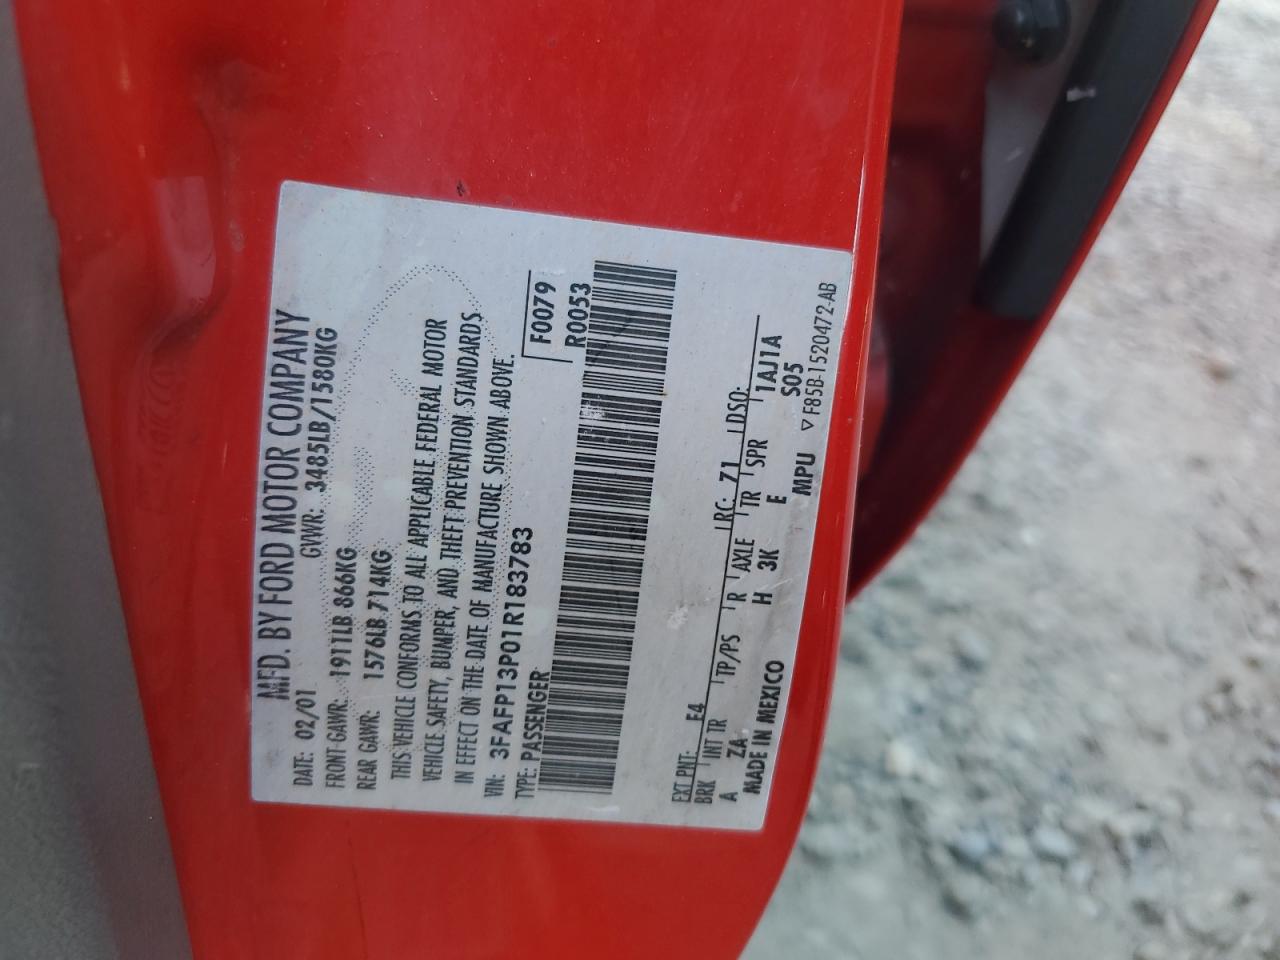 MFD. BY FORD MOTOR COMPANY
DATE: 02/01 GVWR: 3485LB/1580KG
FRONT GAWR: 1911LB 866KG
REAR GAWR: 1576LB 714KG
THIS VEHICLE CONFORMS TO ALL APPLICABLE FEDERAL MOTOR
VEHICLE SAFETY, BUMPER, AND THEFT PREVENTION STANDARDS
IN EFFECT ON THE DATE OF MANUFACTURE SHOWN ABOVE.
VIN: 3FAFP13P01R183783
TYPE: PASSENGER
F0079
R0053
EXT PNT: E4 RC: 71 DSO:
BRK INT TR TP/PS R AXLE TR SPR 1AJ1A
A ZA H 3K E S05
MADE IN MEXICO MPU ▽F85B-1520472-AB